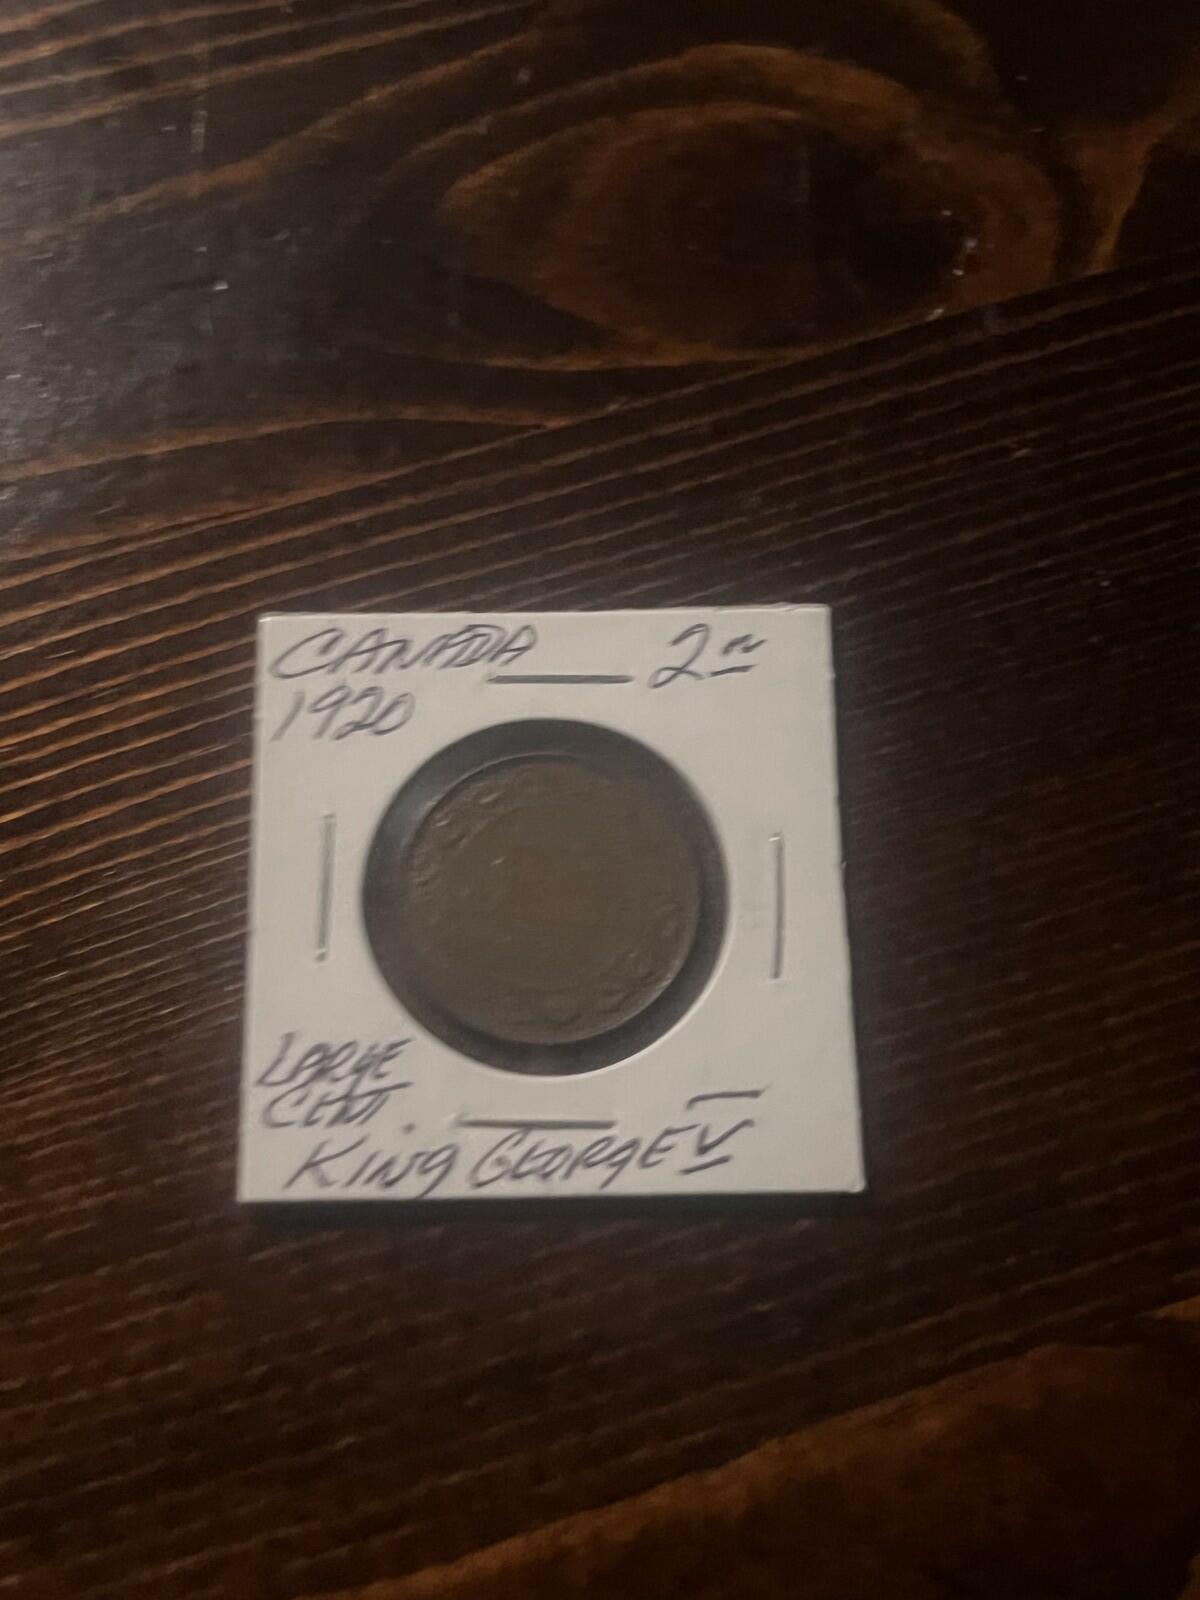 CANADA 2
1920
LARGE
CENT.
KING GEORGE V